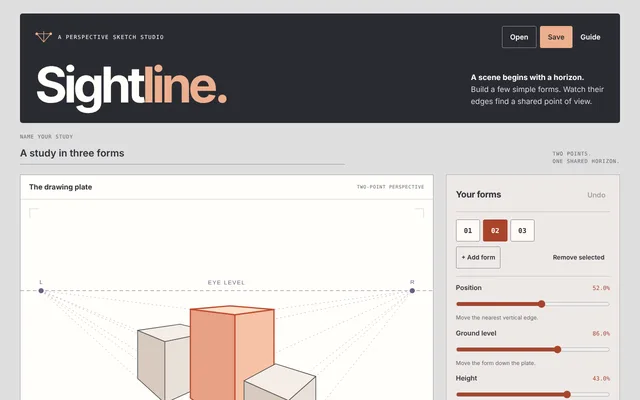 A PERSPECTIVE SKETCH STUDIO
Open
Save
Guide
Sightline.
A scene begins with a horizon.
Build a few simple forms. Watch their
edges find a shared point of view.
NAME YOUR STUDY
A study in three forms
TWO POINTS.
ONE SHARED HORIZON.
The drawing plate
TWO-POINT PERSPECTIVE
L
EYE LEVEL
R
Your forms
Undo
01
02
03
+ Add form
Remove selected
Position
52.0%
Move the nearest vertical edge.
Ground level
86.0%
Move the form down the plate.
Height
43.0%